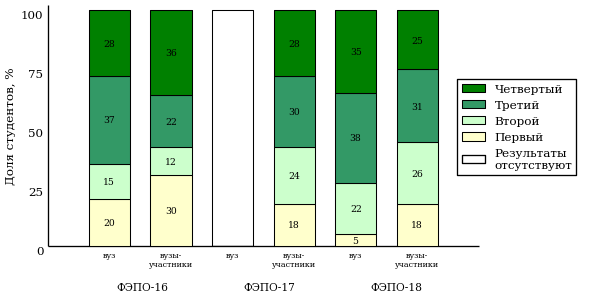 Доля студентов, %
100
75
50
25
0
28
37
15
20
36
22
12
30
28
30
24
18
35
38
22
5
25
31
26
18
вуз
вузы-
участники
вуз
вузы-
участники
вуз
вузы-
участники
ФЭПО-16
ФЭПО-17
ФЭПО-18
Четвертый
Третий
Второй
Первый
Результаты
отсутствуют